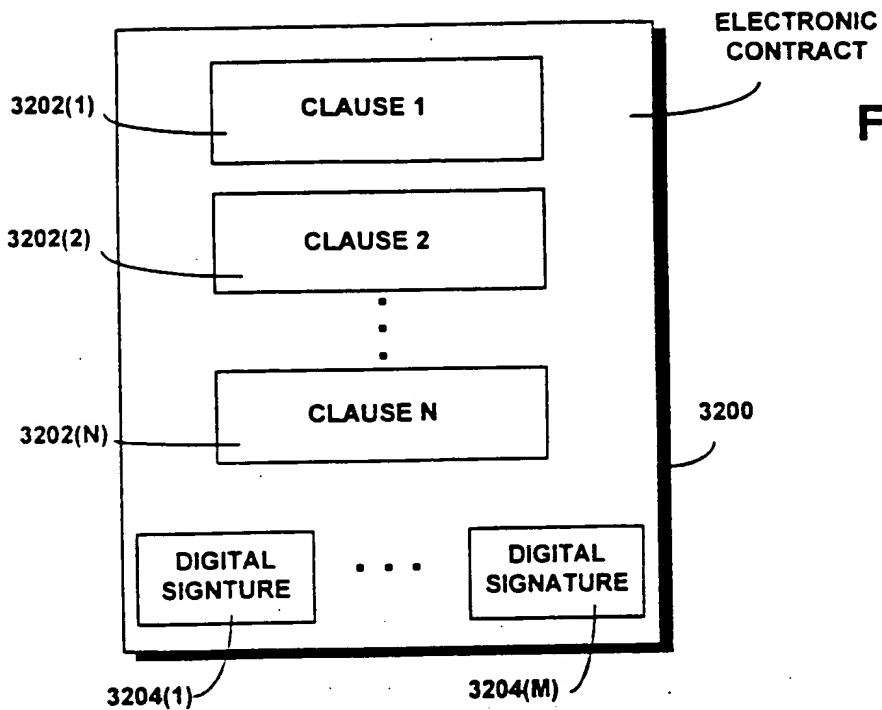 ELECTRONIC
CONTRACT
F
3202(1)
CLAUSE 1
3202(2)
CLAUSE 2
3202(N)
CLAUSE N
3200
DIGITAL
SIGNTURE
DIGITAL
SIGNATURE
3204(1)
3204(M)